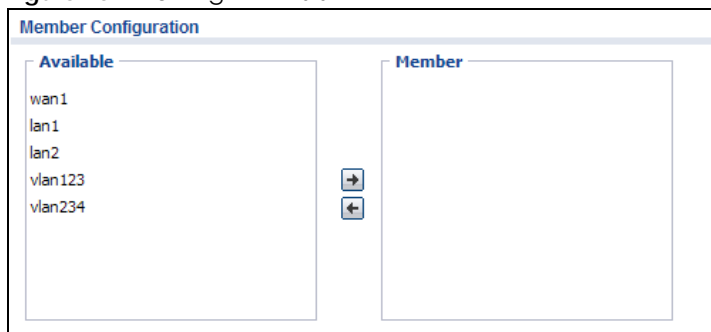 Member Configuration
Available
Member
wan1
lan1
lan2
vlan123
vlan234